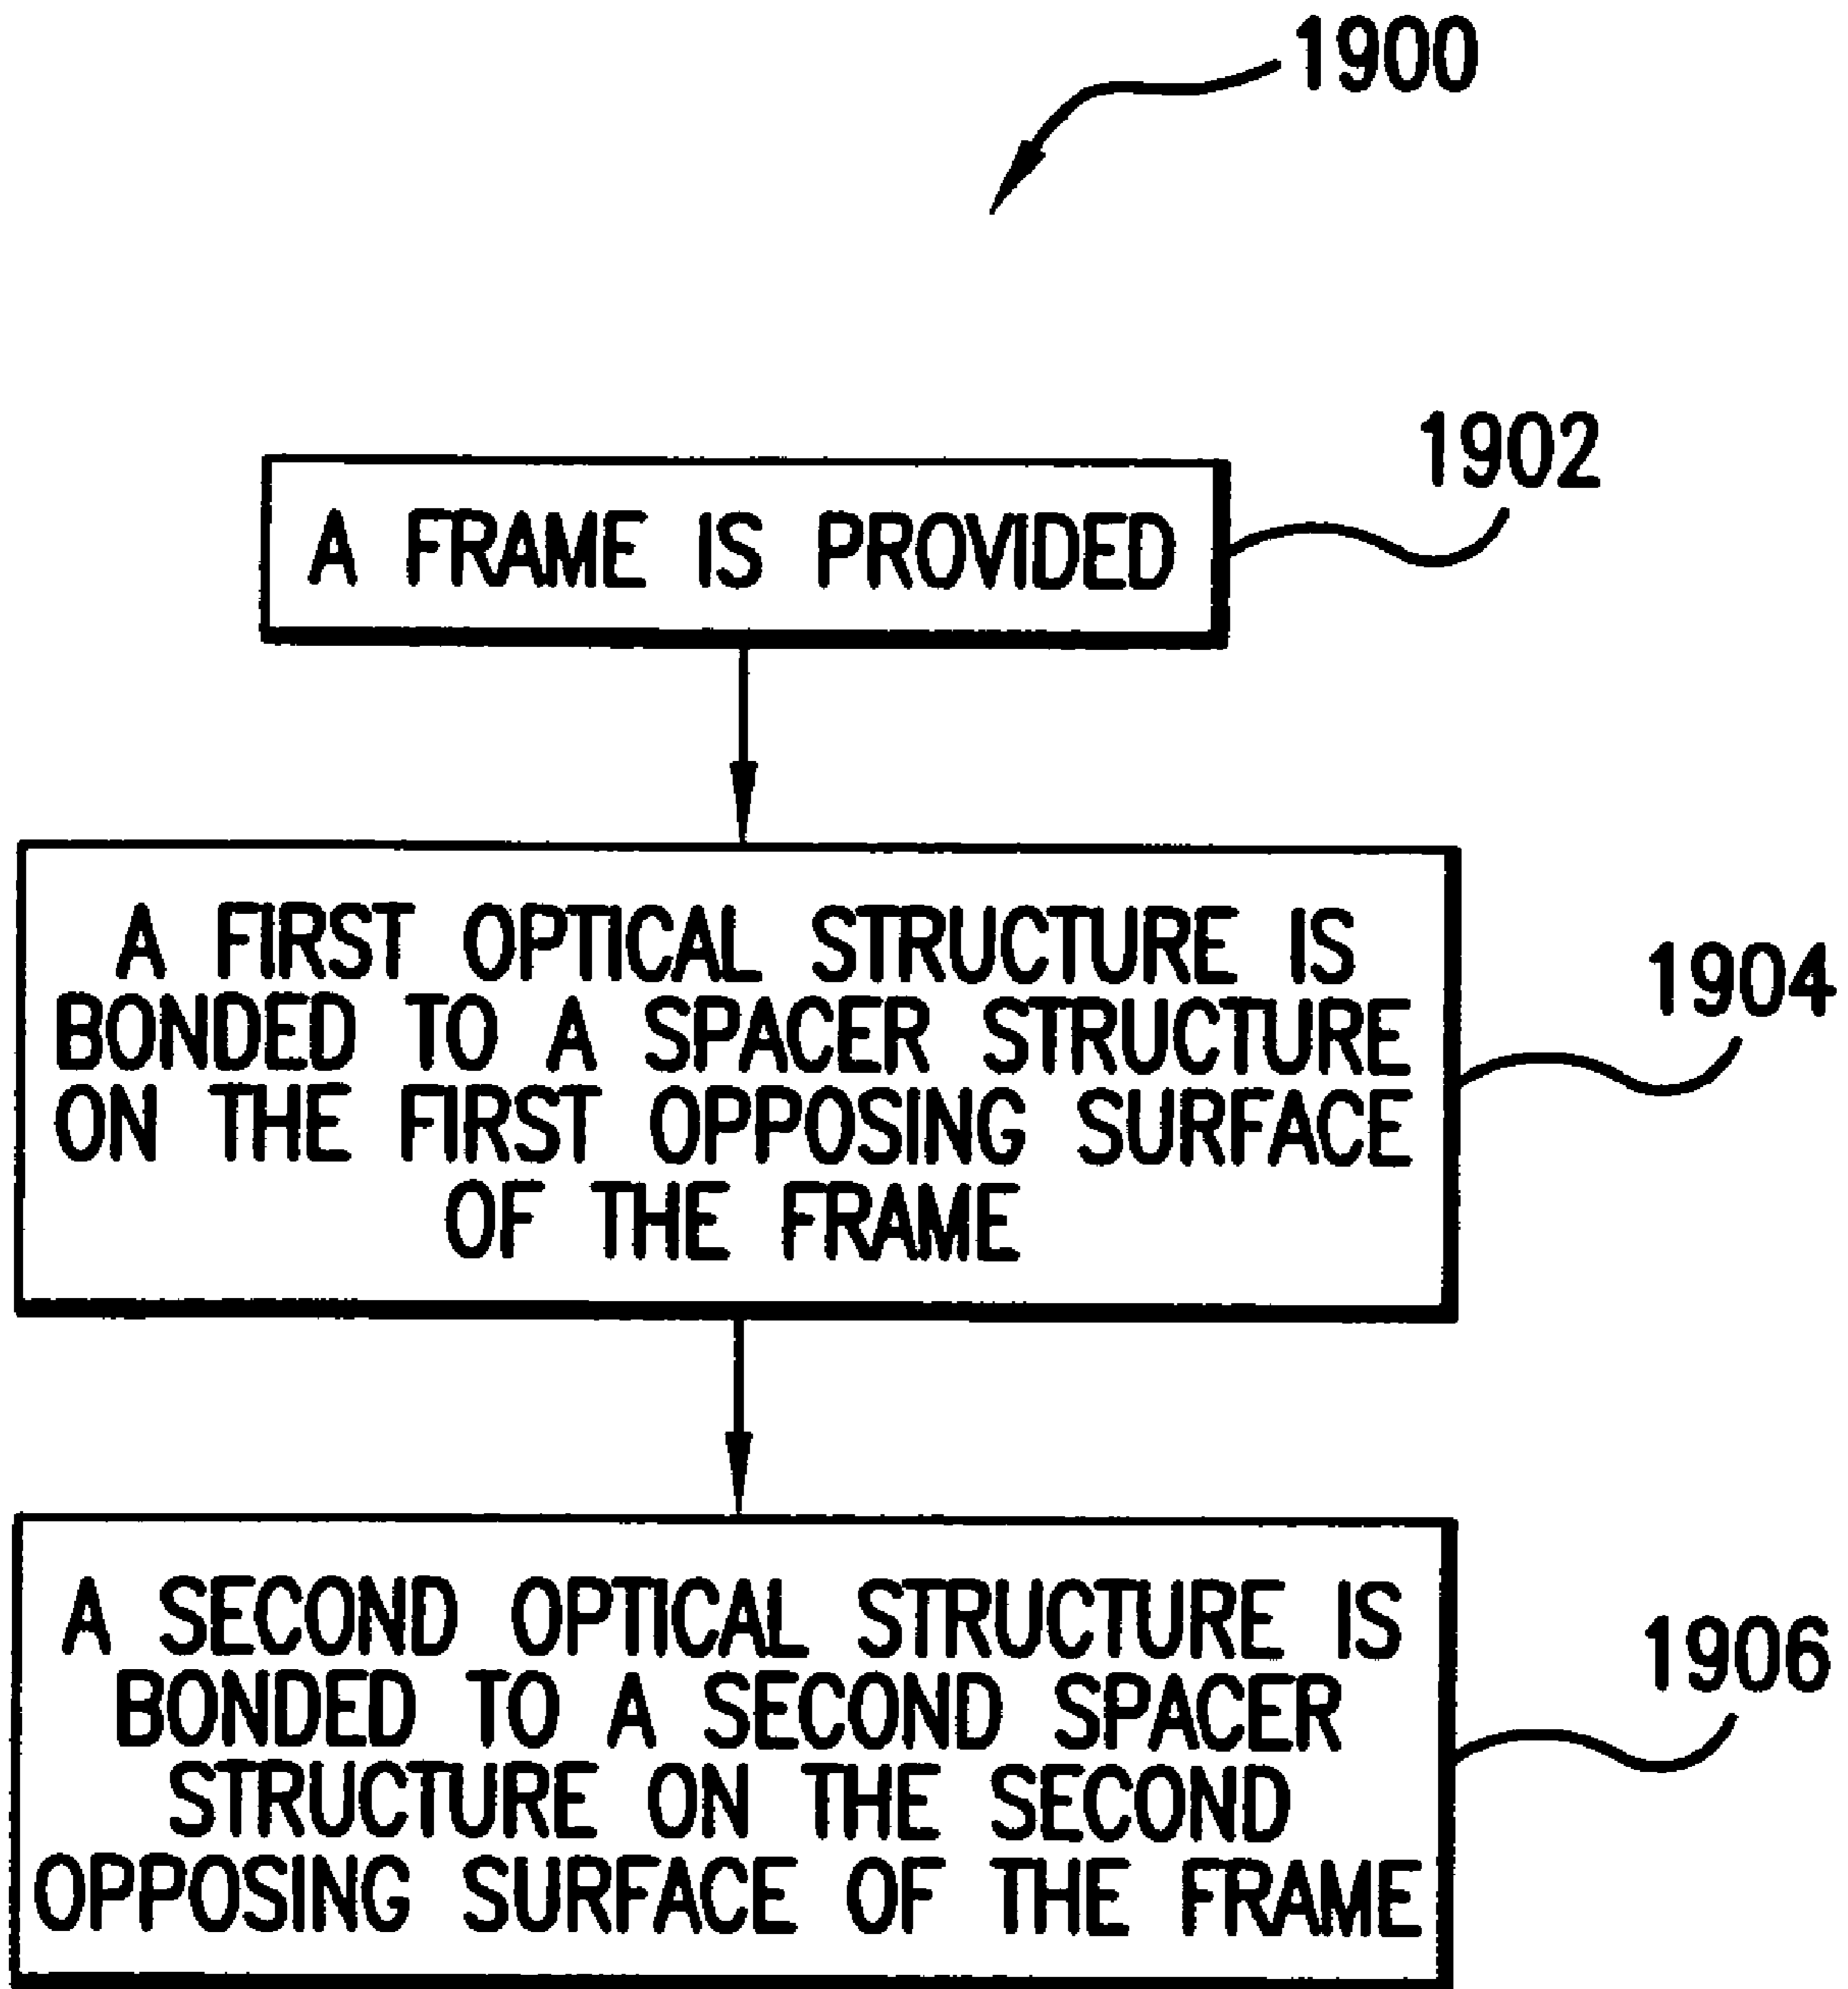 1900
1902
A FRAME IS PROVIDED
A FIRST OPTICAL STRUCTURE IS
BONDED TO A SPACER STRUCTURE
ON THE FIRST OPPOSING SURFACE
OF THE FRAME
1904
A SECOND OPTICAL STRUCTURE IS
BONDED TO A SECOND SPACER
STRUCTURE ON THE SECOND
OPPOSING SURFACE OF THE FRAME
1906